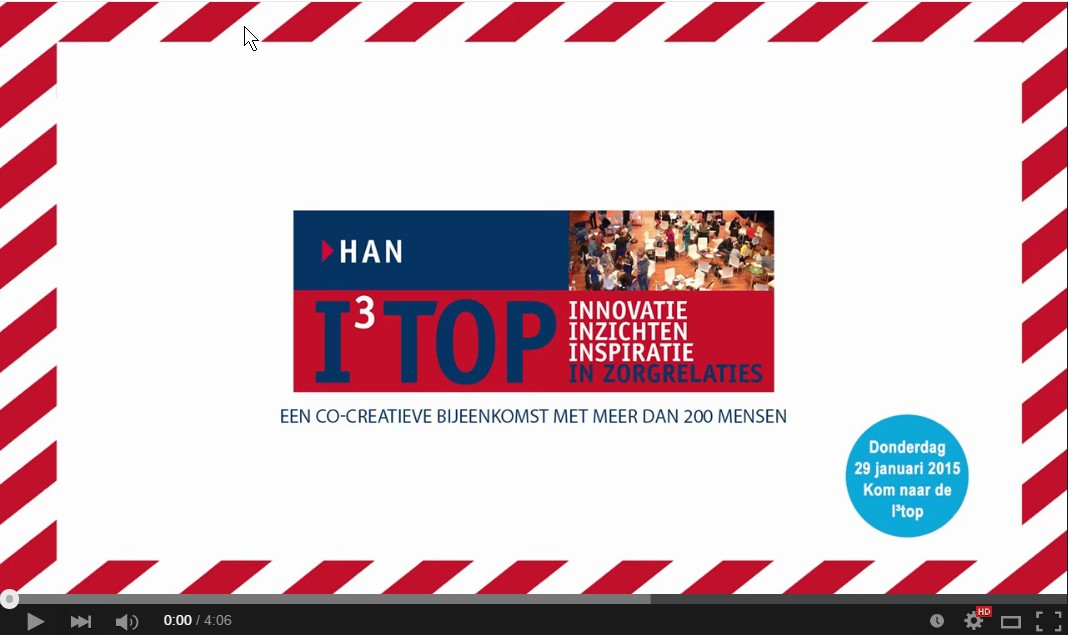 HAN
I³TOP
INNOVATIE
INZICHTEN
INSPIRATIE
IN ZORGRELATIES
EEN CO-CREATIEVE BIJEENKOMST MET MEER DAN 200 MENSEN
Donderdag
29 januari 2015
Kom naar de
I³top
0:00 / 4:06
HD